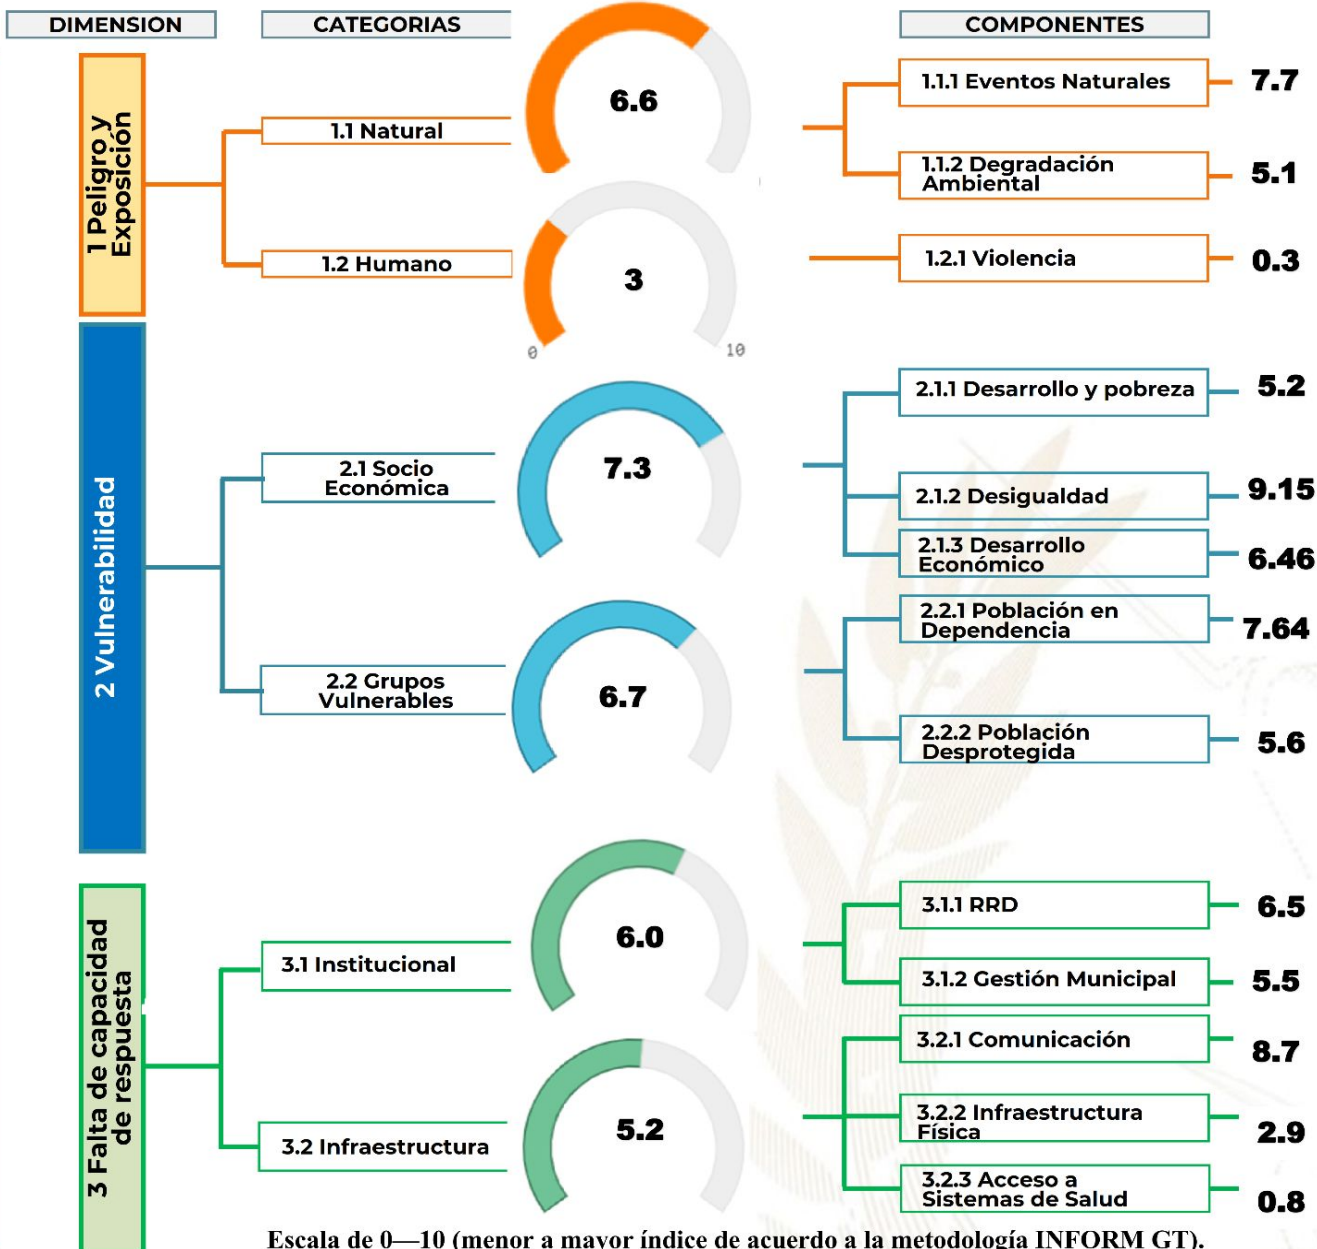 DIMENSION
CATEGORIAS
COMPONENTES
1 Peligro y
Exposición
1.1 Natural
6.6
1.1.1 Eventos Naturales
7.7
1.1.2 Degradación
Ambiental
5.1
1.2 Humano
3
0
10
1.2.1 Violencia
0.3
2 Vulnerabilidad
2.1 Socio
Económica
7.3
2.1.1 Desarrollo y pobreza
5.2
2.1.2 Desigualdad
9.15
2.1.3 Desarrollo
Económico
6.46
2.2 Grupos
Vulnerables
6.7
2.2.1 Población en
Dependencia
7.64
2.2.2 Población
Desprotegida
5.6
3 Falta de capacidad
de respuesta
3.1 Institucional
6.0
3.1.1 RRD
6.5
3.1.2 Gestión Municipal
5.5
3.2 Infraestructura
5.2
3.2.1 Comunicación
8.7
3.2.2 Infraestructura
Física
2.9
3.2.3 Acceso a
Sistemas de Salud
0.8
Escala de 0—10 (menor a mayor índice de acuerdo a la metodología INFORM GT).